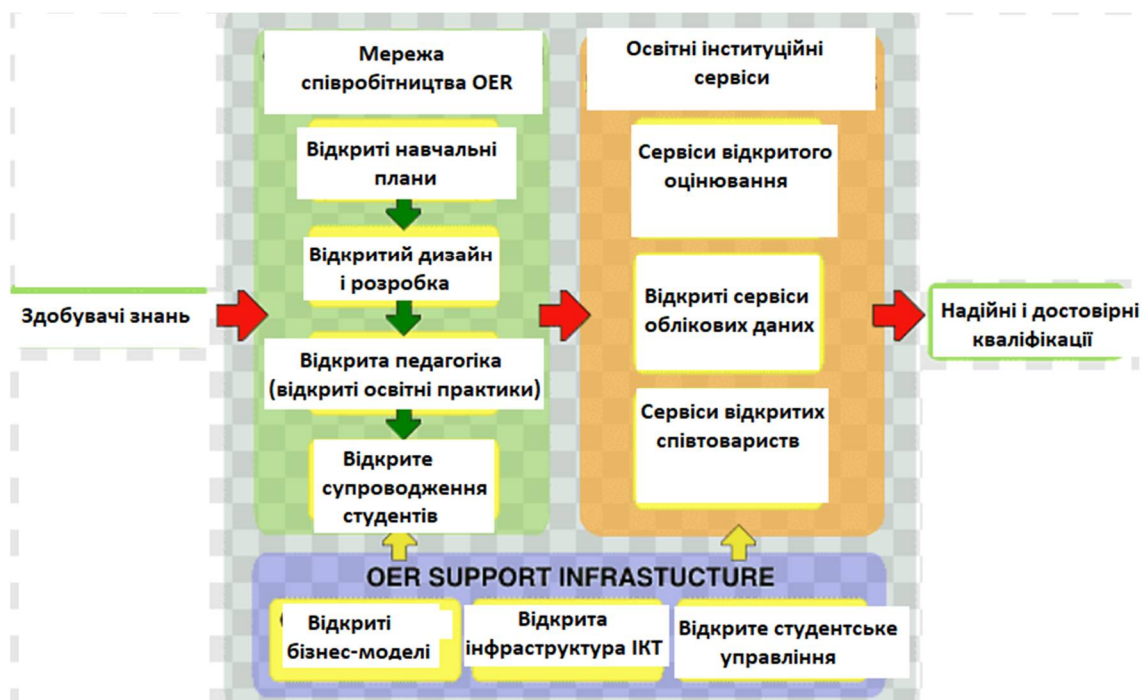 Мережа
співробітництва OER
Відкриті навчальні
плани
Відкритий дизайн
і розробка
Відкрита педагогіка
(відкриті освітні практики)
Відкрите
супроводження
студентів
Освітні інституційні
сервіси
Сервіси відкритого
оцінювання
Відкриті сервіси
облікових даних
Сервіси відкритих
співтовариств
Здобувачі знань
Надійні і достовірні
кваліфікації
OER SUPPORT INFRASTUCTURE
Відкриті
бізнес-моделі
Відкрита
інфраструктура ІКТ
Відкрите студентське
управління